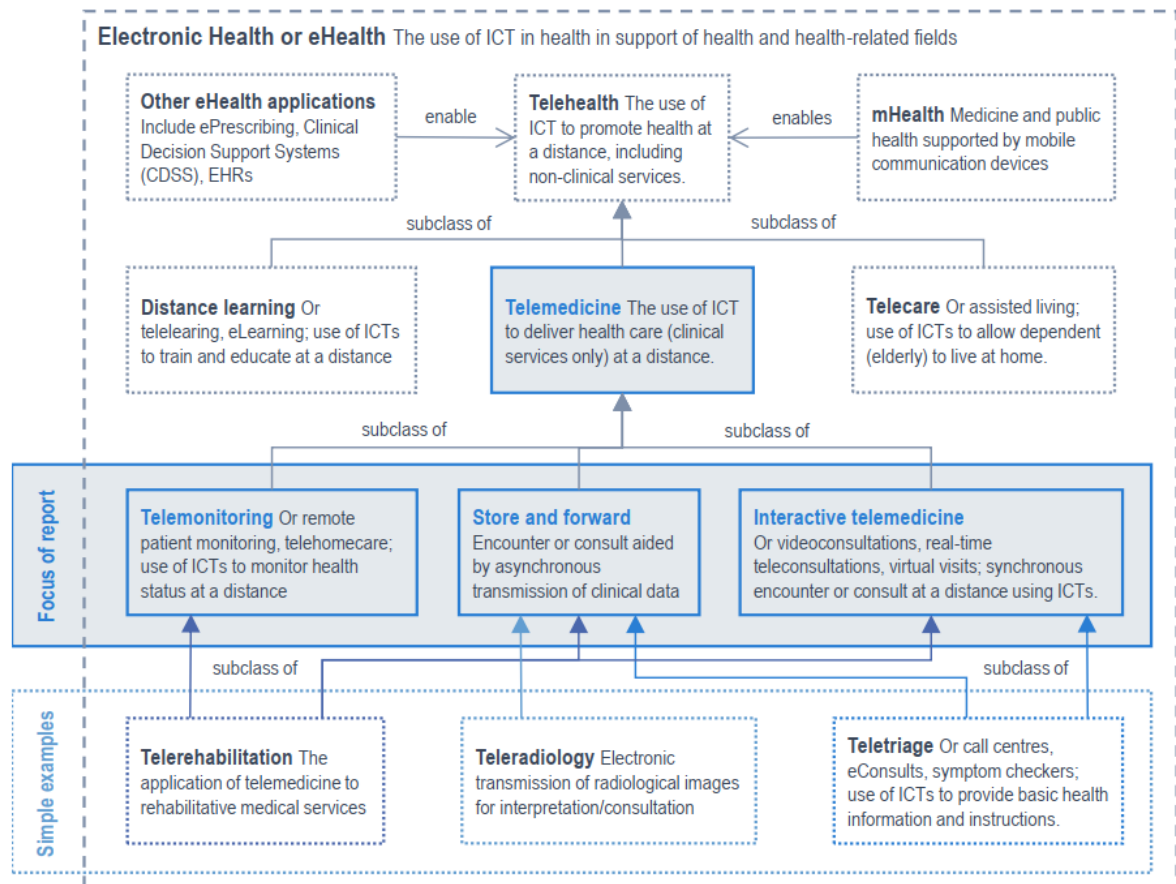 Electronic Health or eHealth The use of ICT in health in support of health and health-related fields
Other eHealth applications
Include ePrescribing, Clinical
Decision Support Systems
(CDSS), EHRs
enable
Telehealth The use of
ICT to promote health at
a distance, including
non-clinical services.
enables
mHealth Medicine and public
health supported by mobile
communication devices
subclass of
subclass of
Distance learning Or
telelearing, eLearning; use of ICTs
to train and educate at a distance
Telemedicine The use of ICT
to deliver health care (clinical
services only) at a distance.
Telecare Or assisted living;
use of ICTs to allow dependent
(elderly) to live at home.
subclass of
subclass of
Focus of report
Telemonitoring Or remote
patient monitoring, telehomecare;
use of ICTs to monitor health
status at a distance
Store and forward
Encounter or consult aided
by asynchronous
transmission of clinical data
Interactive telemedicine
Or videoconsultations, real-time
teleconsultations, virtual visits; synchronous
encounter or consult at a distance using ICTs.
subclass of
subclass of
Simple examples
Telerehabilitation The
application of telemedicine to
rehabilitative medical services
Teleradiology Electronic
transmission of radiological images
for interpretation/consultation
Teletriage Or call centres,
eConsults, symptom checkers;
use of ICTs to provide basic health
information and instructions.